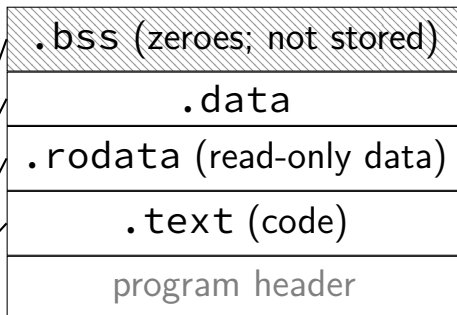 .bss (zeroes; not stored)
.data
.rodata (read-only data)
.text (code)
program header